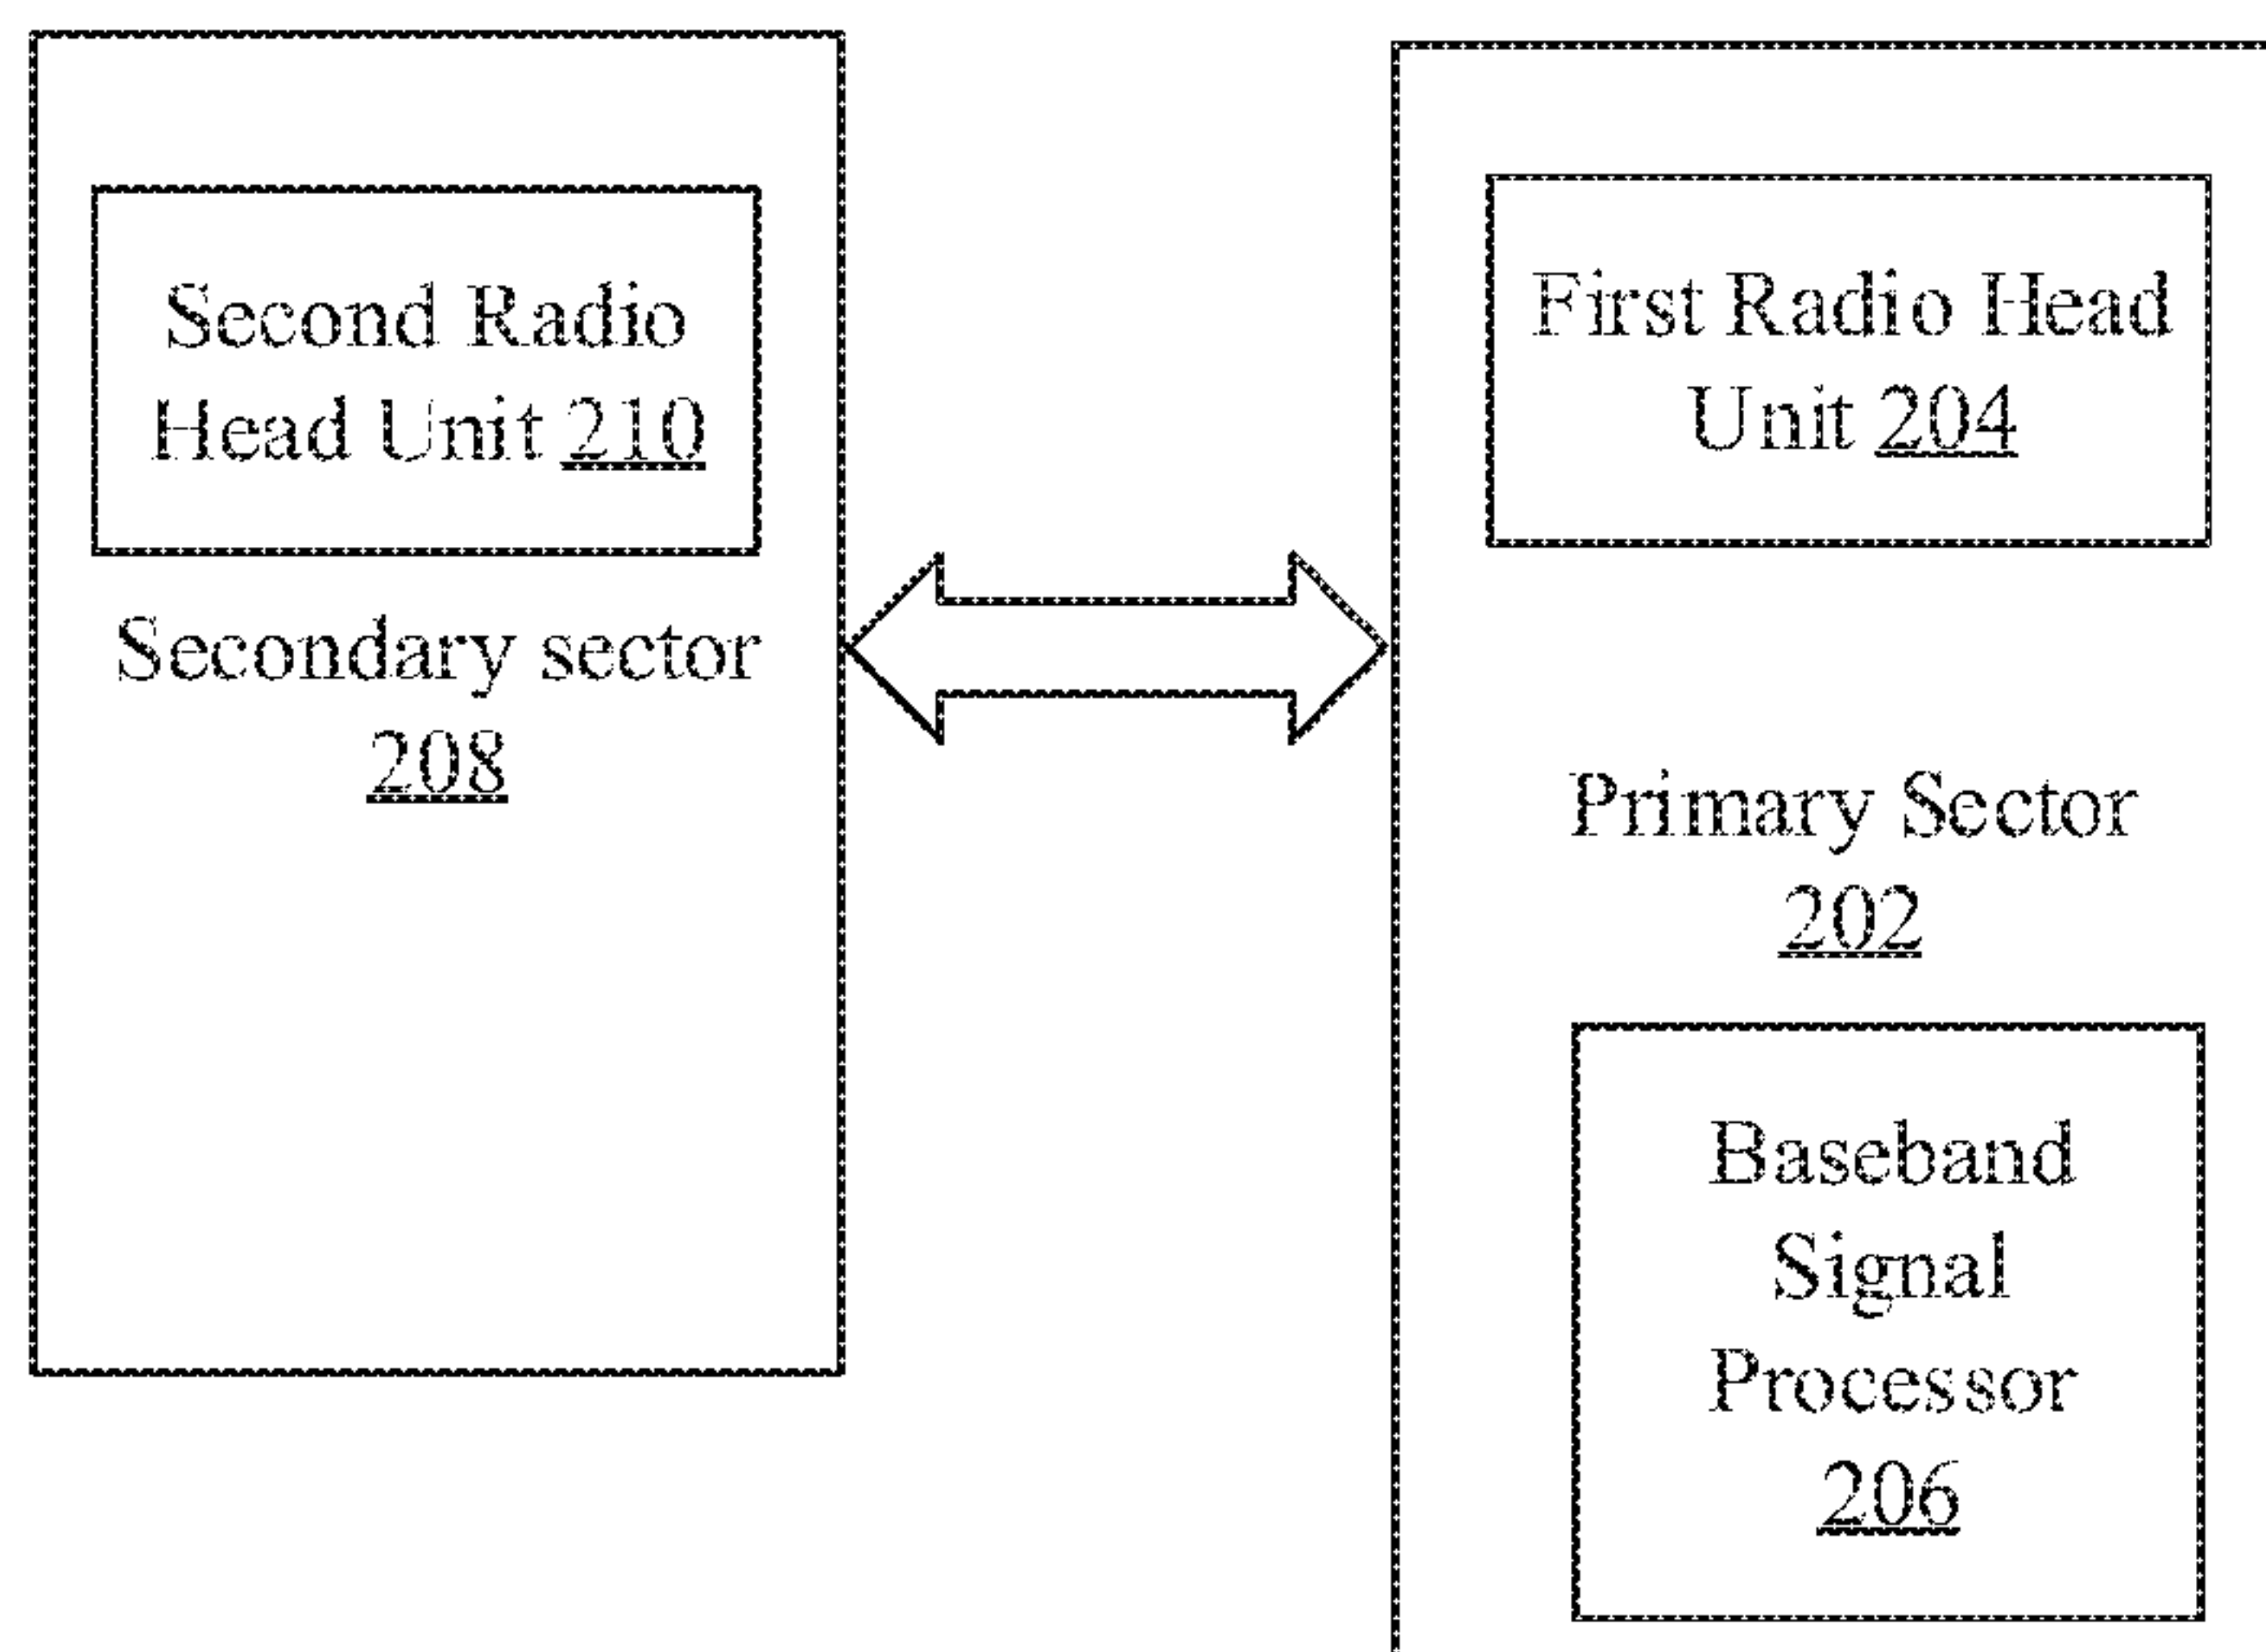 Second Radio
Head Unit 210
Secondary sector
208
First Radio Head
Unit 204
Primary Sector
202
Baseband
Signal
Processor
206